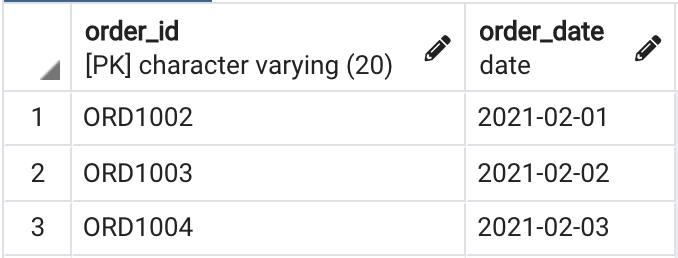 order_id order_date
[PK] character varying (20) date
1 ORD1002 2021-02-01
2 ORD1003 2021-02-02
3 ORD1004 2021-02-03